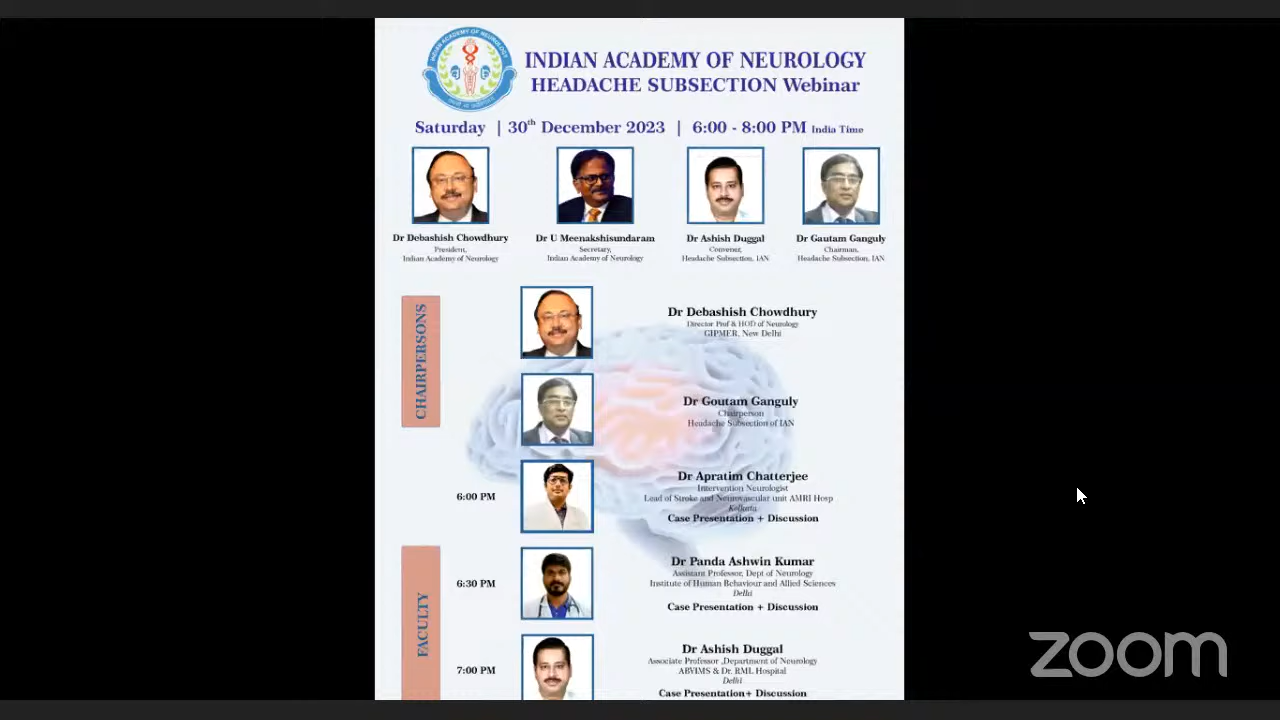 INDIAN ACADEMY OF NEUROLOGY
INDIAN ACADEMY OF NEUROLOGY
HEADACHE SUBSECTION Webinar
Saturday | 30th December 2023 | 6:00 - 8:00 PM India Time
Dr Debashish Chowdhury
President,
Indian Academy of Neurology
Dr U Meenakshisundaram
Secretary,
Indian Academy of Neurology
Dr Ashish Duggal
Convenor,
Headache Subsection, IAN
Dr Gautam Ganguly
Chairman,
Headache Subsection, IAN
CHAIRPERSONS
Dr Debashish Chowdhury
Director Prof & HOD of Neurology
GIPMER, New Delhi
Dr Goutam Ganguly
Chairperson
Headache Subsection of IAN
6:00 PM
Dr Apratim Chatterjee
Intervention Neurologist
Lead of Stroke and Neurovascular unit AMRI Hosp
Kolkata
Case Presentation + Discussion
FACULTY
6:30 PM
Dr Panda Ashwin Kumar
Assistant Professor, Dept of Neurology
Institute of Human Behaviour and Allied Sciences
Delhi
Case Presentation + Discussion
7:00 PM
Dr Ashish Duggal
Associate Professor ,Department of Neurology
ABVIMS & Dr. RML Hospital
Delhi
Case Presentation+ Discussion
zoom